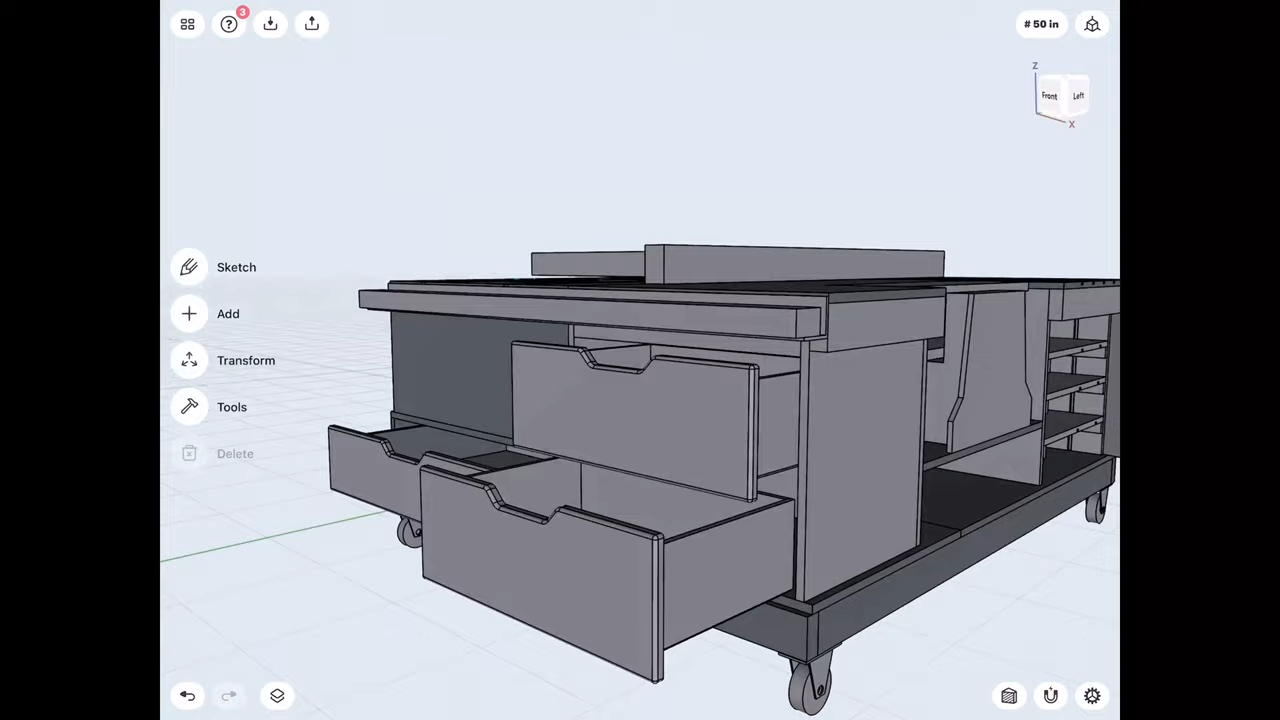 3
# 50 in
Z
Front
Left
X
Sketch
Add
Transform
Tools
Delete